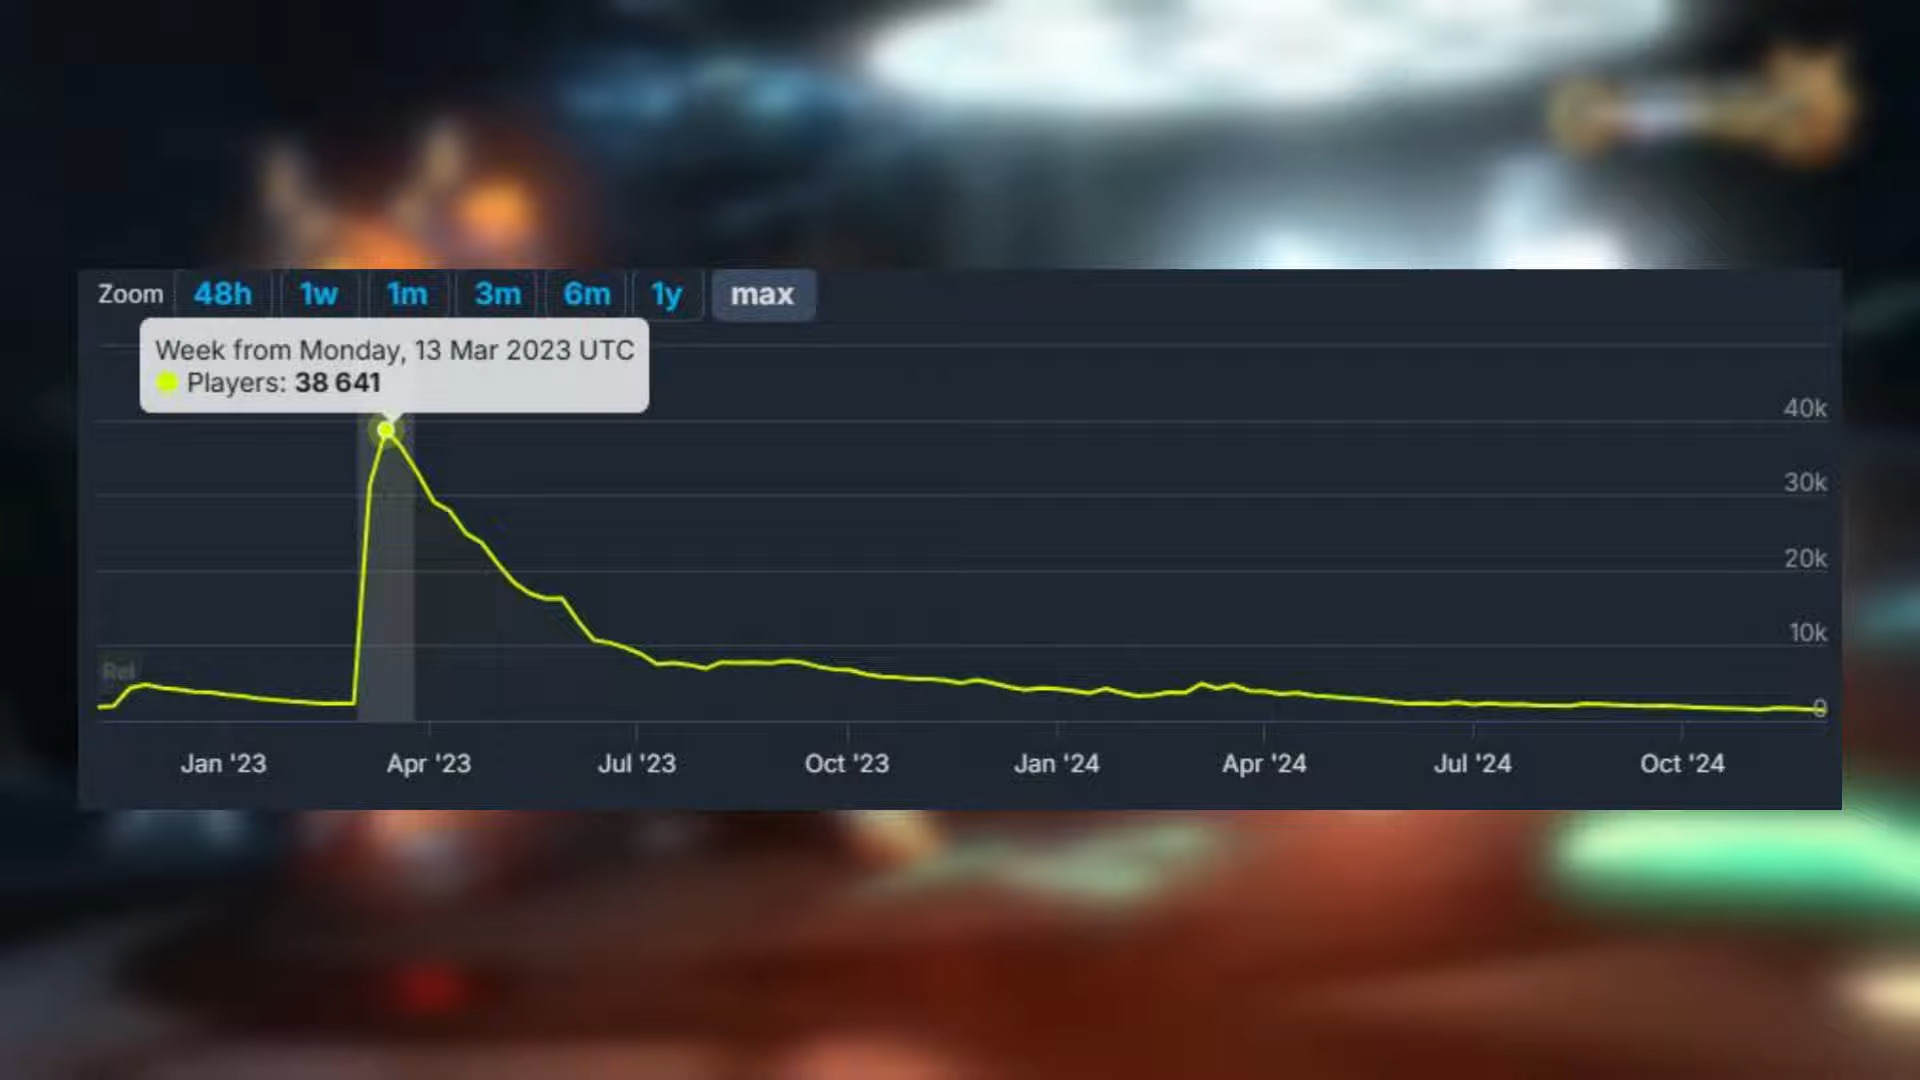 Zoom 48h 1w 1m 3m 6m 1y max
Week from Monday, 13 Mar 2023 UTC
Players: 38 641
40k
30k
20k
10k
Rel
0
Jan '23 Apr '23 Jul '23 Oct '23 Jan '24 Apr '24 Jul '24 Oct '24